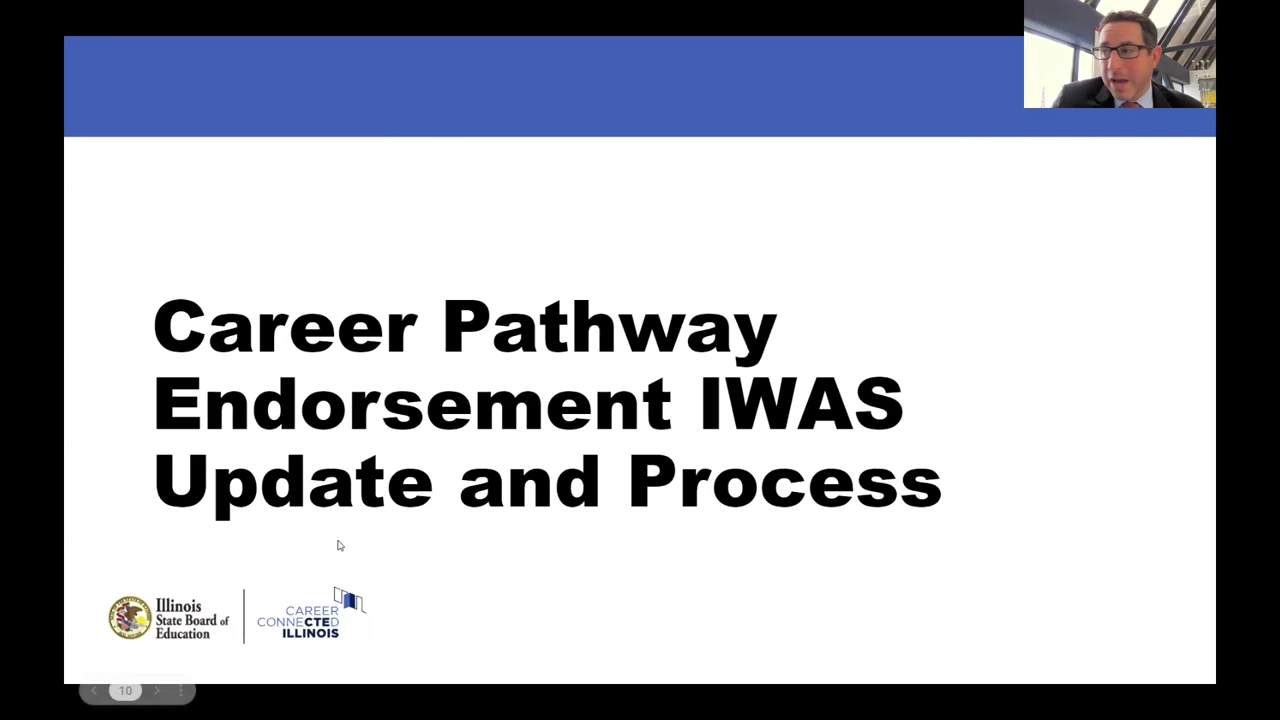 Career Pathway
Endorsement IWAS
Update and Process
Illinois
State Board of
Education
CAREER
CONNECTED
ILLINOIS
10